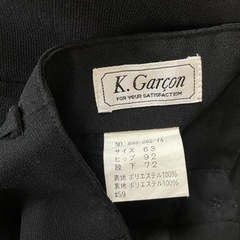 K. Garçon
FOR YOUR SATISFACTION
サイズ 63
ヒップ 92
股下 72
表地 ポリエステル100%
裏地 ポリエステル100%
#59